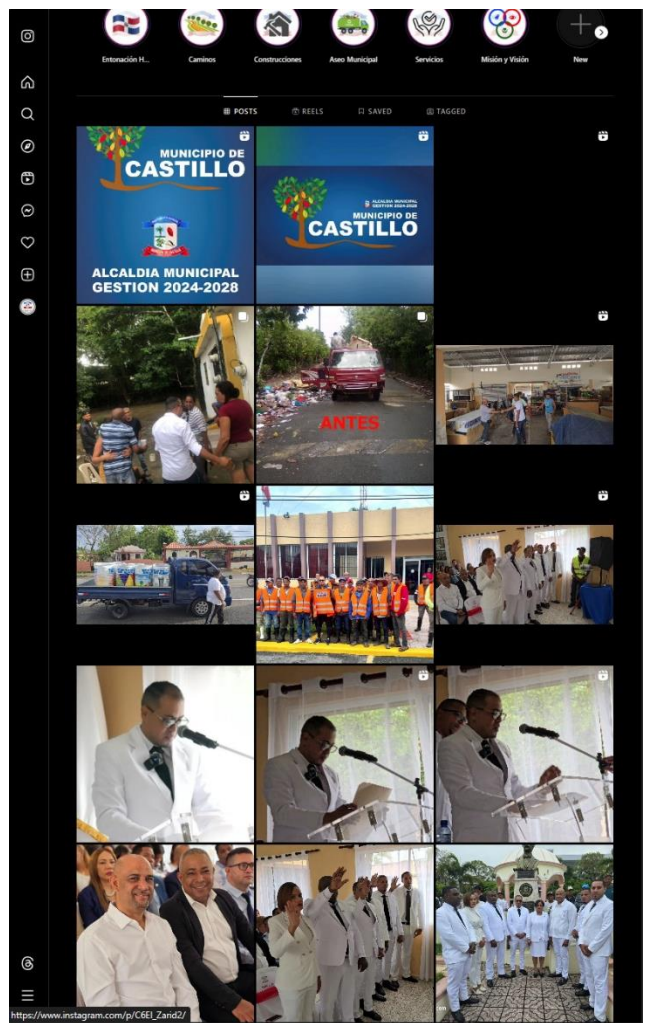 Entonación H...
Caminos
Construcciones
Aseo Municipal
Servicios
Misión y Visión
New
POSTS
REELS
SAVED
TAGGED
MUNICIPIO DE
CASTILLO
ALCALDIA MUNICIPAL
GESTION 2024-2028
ALCALDIA MUNICIPAL
GESTION 2024-2028
MUNICIPIO DE
CASTILLO
ANTES
https://www.instagram.com/p/C6EI_Zarid2/